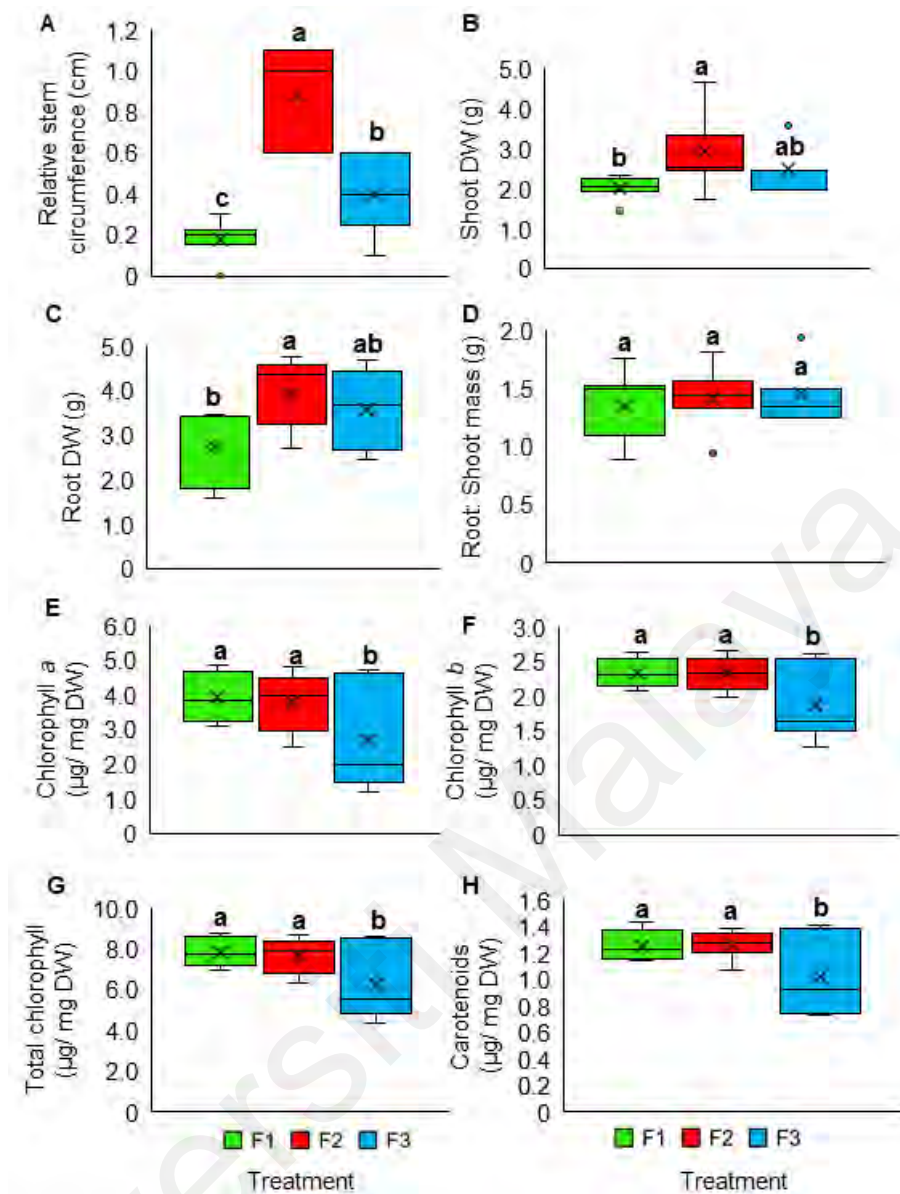 A
Relative stem
circumference (cm)
1.2
1.0
0.8
0.6
0.4
0.2
0
c
a
b
B
Shoot DW (g)
5.0
4.0
3.0
2.0
1.0
0
b
a
ab
C
Root DW (g)
5.0
4.0
3.0
2.0
1.0
0
b
a
ab
D
Root: Shoot mass (g)
2.0
1.5
1.0
0.5
0
a
a
a
E
Chlorophyll a
(µg/ mg DW)
6.0
5.0
4.0
3.0
2.0
1.0
0
a
a
b
F
Chlorophyll b
(µg/ mg DW)
3.0
2.5
2.0
1.5
1.0
0.5
0
a
a
b
G
Total chlorophyll
(µg/ mg DW)
10.0
8.0
6.0
4.0
2.0
0
a
a
b
H
Carotenoids
(µg/ mg DW)
1.6
1.4
1.2
1.0
0.8
0.6
0.4
0.2
0
a
a
b
F1 F2 F3
Treatment
F1 F2 F3
Treatment
ersiti Malaya